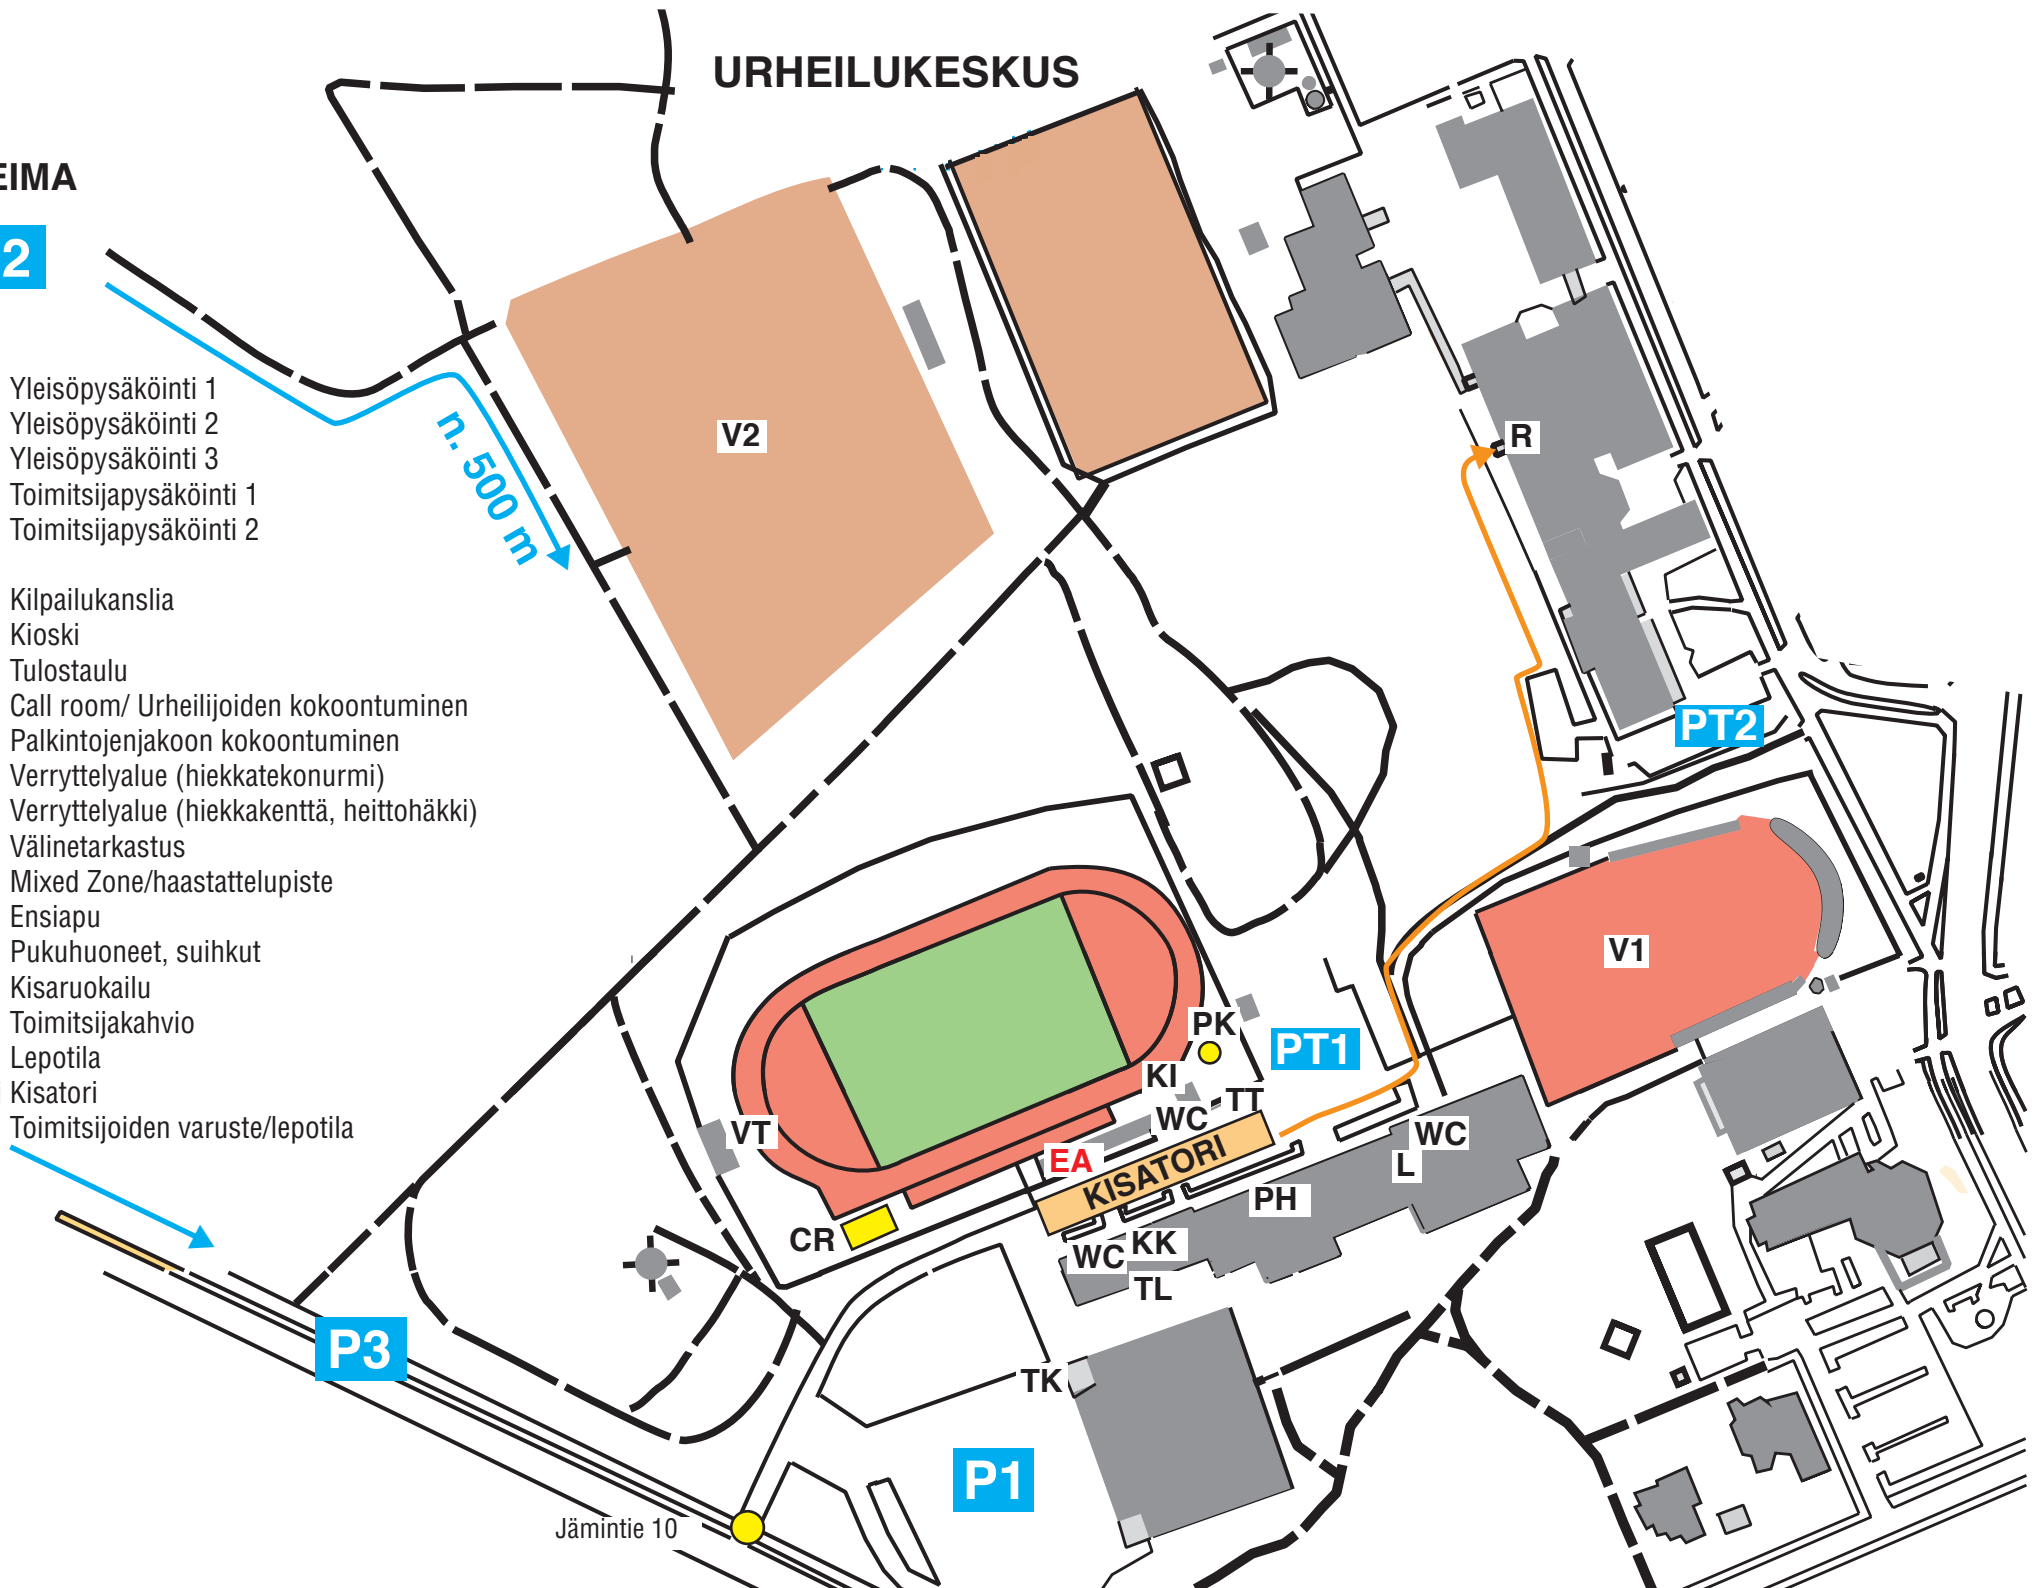 URHEILUKESKUS
EIMA
2
Yleisöpysäköinti 1
Yleisöpysäköinti 2
Yleisöpysäköinti 3
Toimitsijapysäköinti 1
Toimitsijapysäköinti 2
Kilpailukanslia
Kioski
Tulostaulu
Call room/ Urheilijoiden kokoontuminen
Palkintojenjakoon kokoontuminen
Verryttelyalue (hiekkatekonurmi)
Verryttelyalue (hiekkakenttä, heittohäkki)
Välinetarkastus
Mixed Zone/haastattelupiste
Ensiapu
Pukuhuoneet, suihkut
Kisaruokailu
Toimitsijakahvio
Lepotila
Kisatori
Toimitsijoiden varuste/lepotila
n. 500 m
V2
R
PT2
V1
PK
PT1
KI
TT
WC
VT
WC
EA
KISATORI
L
PH
CR
KK
WC
TL
P3
TK
P1
Jämintie 10